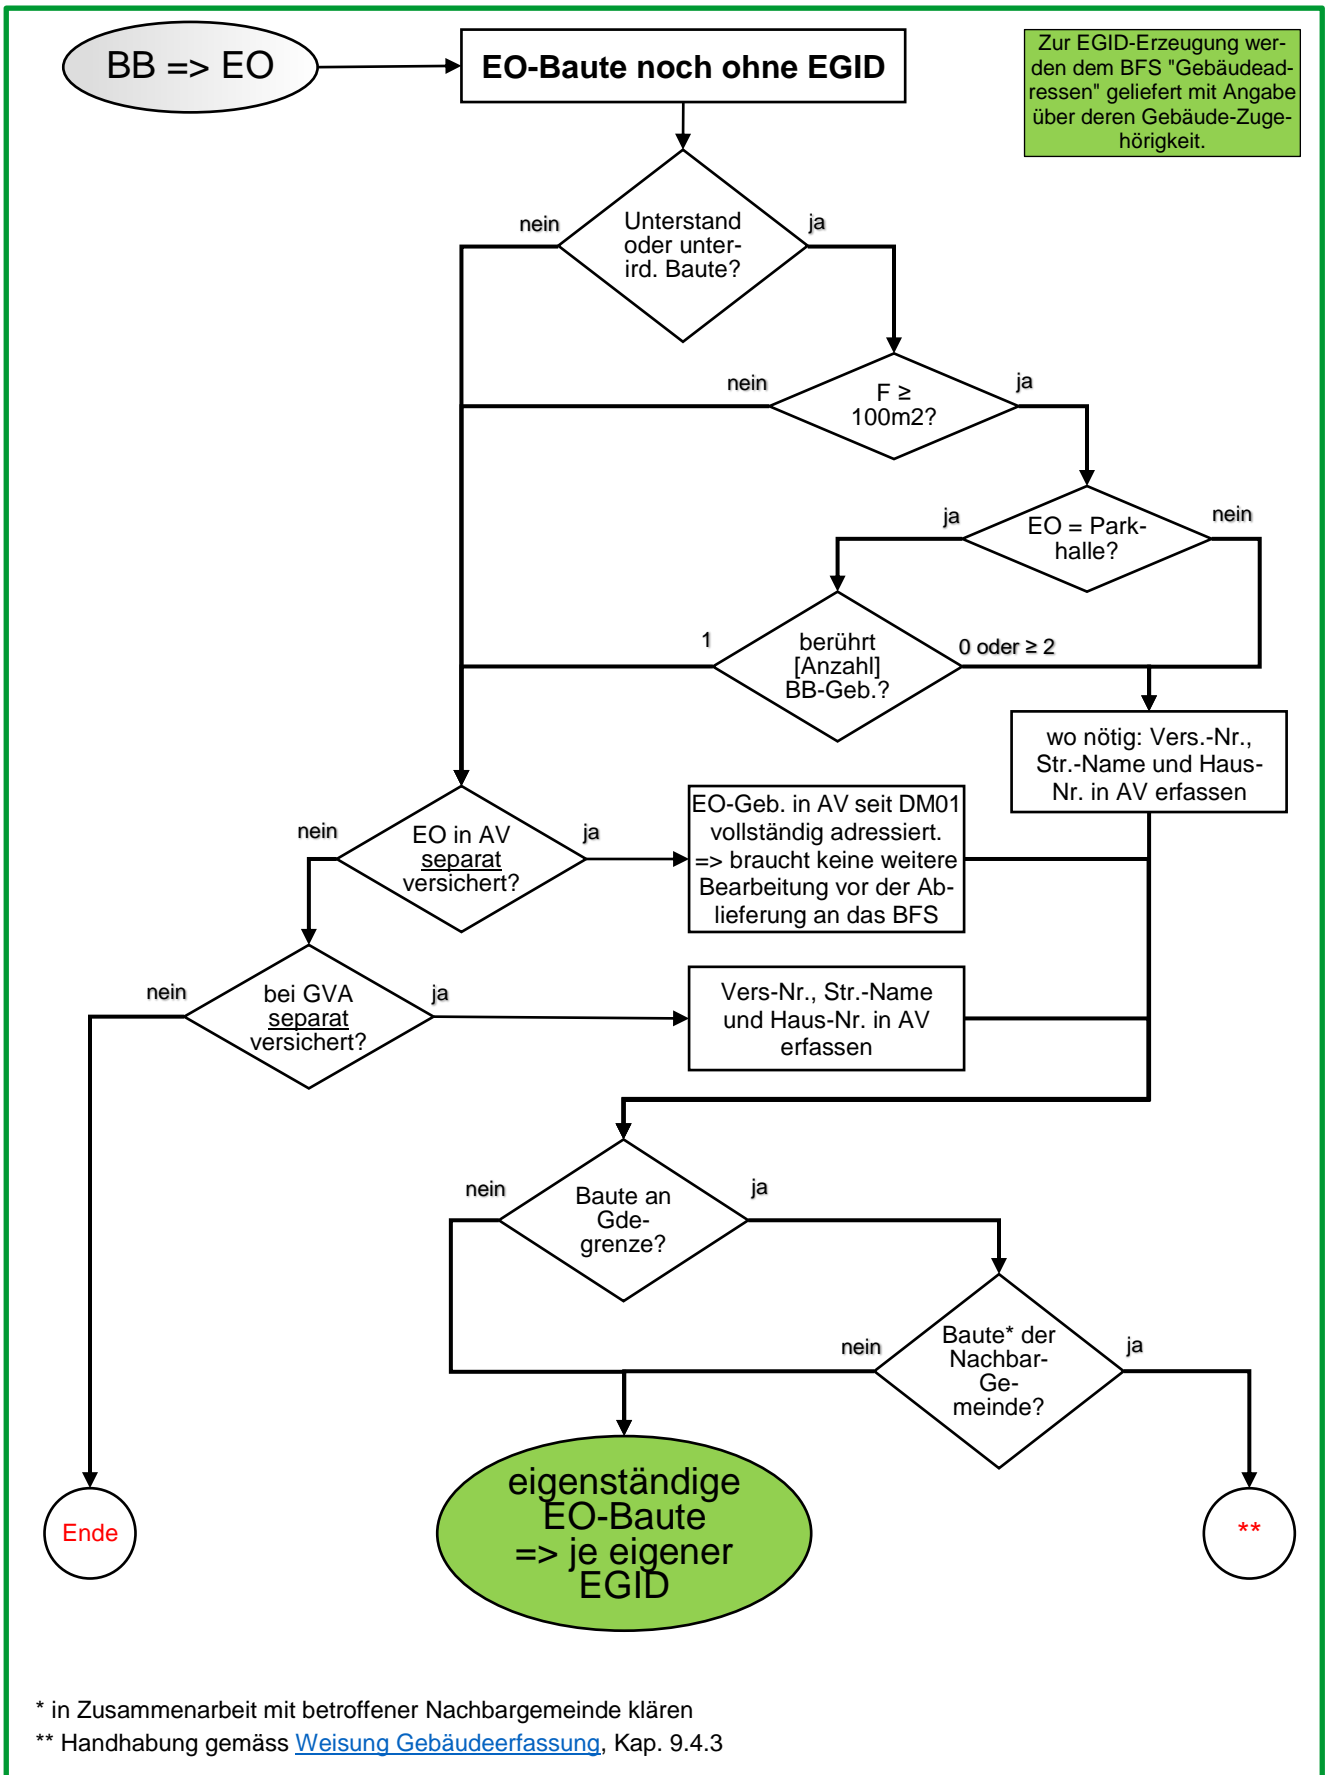 BB => EO
EO-Baute noch ohne EGID
Zur EGID-Erzeugung wer-
den dem BFS "Gebäudead-
ressen" geliefert mit Angabe
über deren Gebäude-Zuge-
hörigkeit.
nein
Unterstand
oder unter-
ird. Baute?
ja
nein
F ≥
100m2?
ja
ja
EO = Park-
halle?
nein
1
berührt
[Anzahl]
BB-Geb.?
0 oder ≥ 2
wo nötig: Vers.-Nr.,
Str.-Name und Haus-
Nr. in AV erfassen
nein
EO in AV
separat
versichert?
ja
EO-Geb. in AV seit DM01
vollständig adressiert.
=> braucht keine weitere
Bearbeitung vor der Ab-
lieferung an das BFS
nein
bei GVA
separat
versichert?
ja
Vers-Nr., Str.-Name
und Haus-Nr. in AV
erfassen
nein
Baute an
Gde-
grenze?
ja
nein
Baute* der
Nachbar-
Ge-
meinde?
ja
Ende
eigenständige
EO-Baute
=> je eigener
EGID
**
* in Zusammenarbeit mit betroffener Nachbargemeinde klären
** Handhabung gemäss Weisung Gebäudeerfassung, Kap. 9.4.3